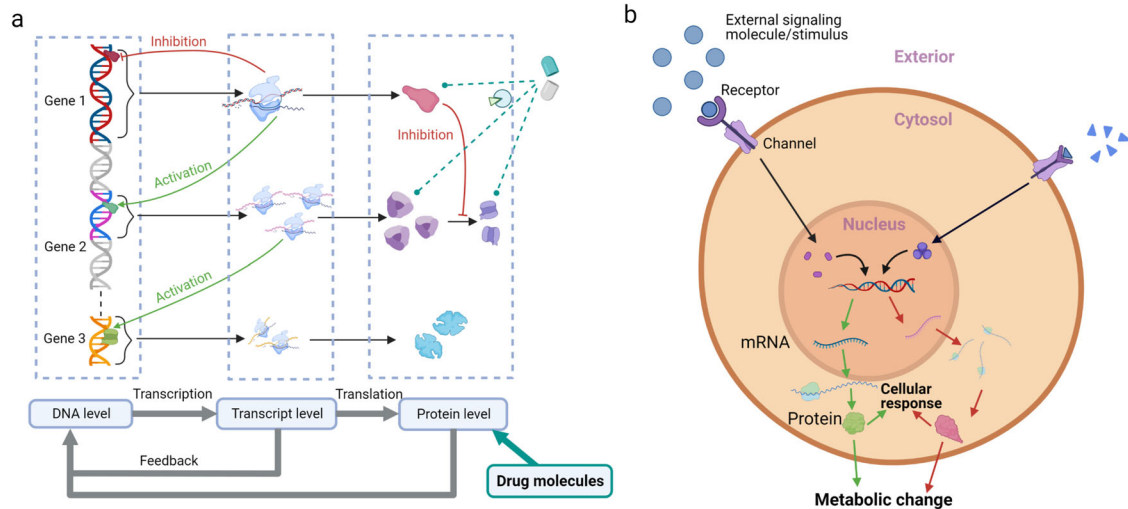 a
Inhibition
Gene 1
Inhibition
Activation
Gene 2
Activation
Gene 3
Transcription
Translation
DNA level
Transcript level
Protein level
Feedback
Drug molecules
b
External signaling
molecule/stimulus
Exterior
Receptor
Cytosol
Channel
Nucleus
mRNA
Cellular
response
Protein
Metabolic change